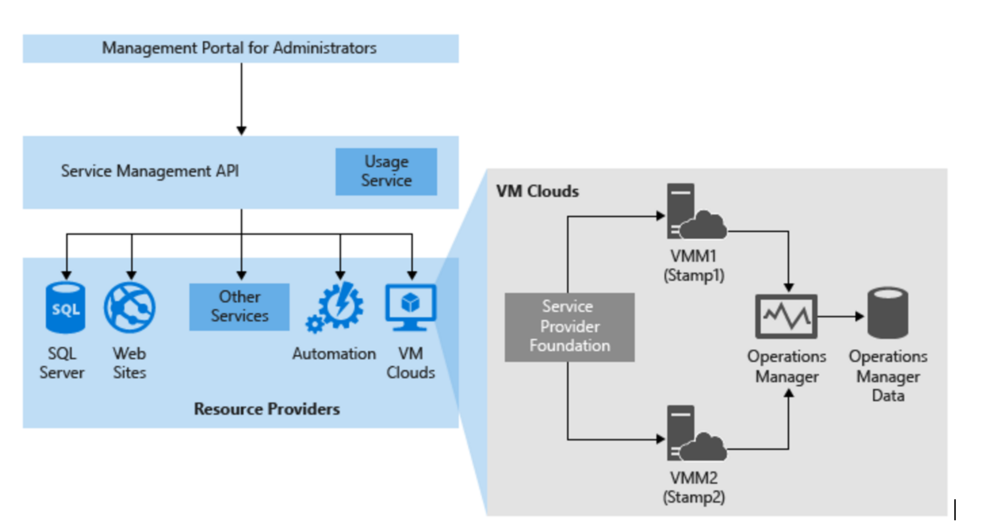 Management Portal for Administrators
Service Management API
Usage
Service
SQL
SQL
Server
Web
Sites
Other
Services
Automation
VM
Clouds
Resource Providers
VM Clouds
Service
Provider
Foundation
VMM1
(Stamp1)
VMM2
(Stamp2)
Operations
Manager
Operations
Manager
Data